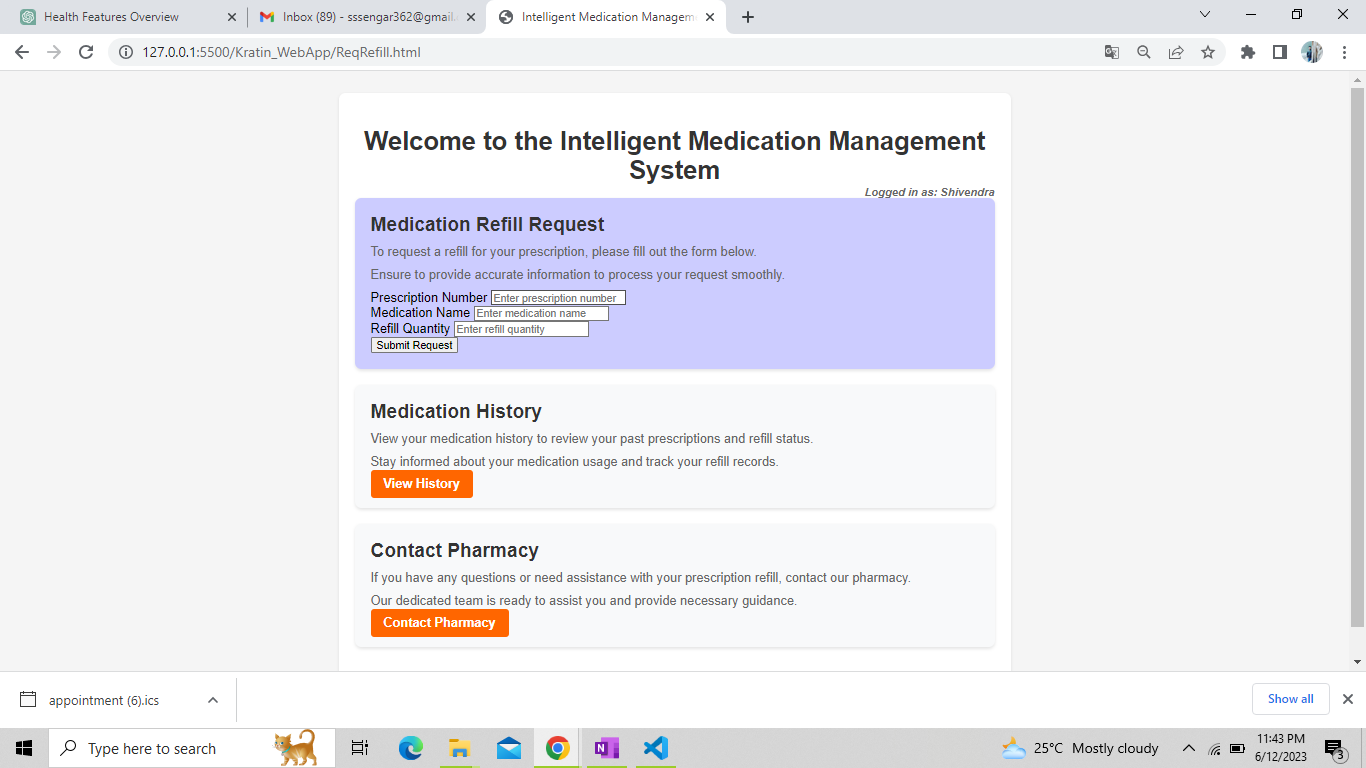 Health Features Overview
Inbox (89) - sssengar362@gmail.
Intelligent Medication Managem
127.0.0.1:5500/Kratin_WebApp/ReqRefill.html
Welcome to the Intelligent Medication Management
System
Logged in as: Shivendra
Medication Refill Request
To request a refill for your prescription, please fill out the form below.
Ensure to provide accurate information to process your request smoothly.
Prescription Number Enter prescription number
Medication Name Enter medication name
Refill Quantity Enter refill quantity
Submit Request
Medication History
View your medication history to review your past prescriptions and refill status.
Stay informed about your medication usage and track your refill records.
View History
Contact Pharmacy
If you have any questions or need assistance with your prescription refill, contact our pharmacy.
Our dedicated team is ready to assist you and provide necessary guidance.
Contact Pharmacy
appointment (6).ics
Show all
Type here to search
N
25°C Mostly cloudy
11:43 PM
6/12/2023
3